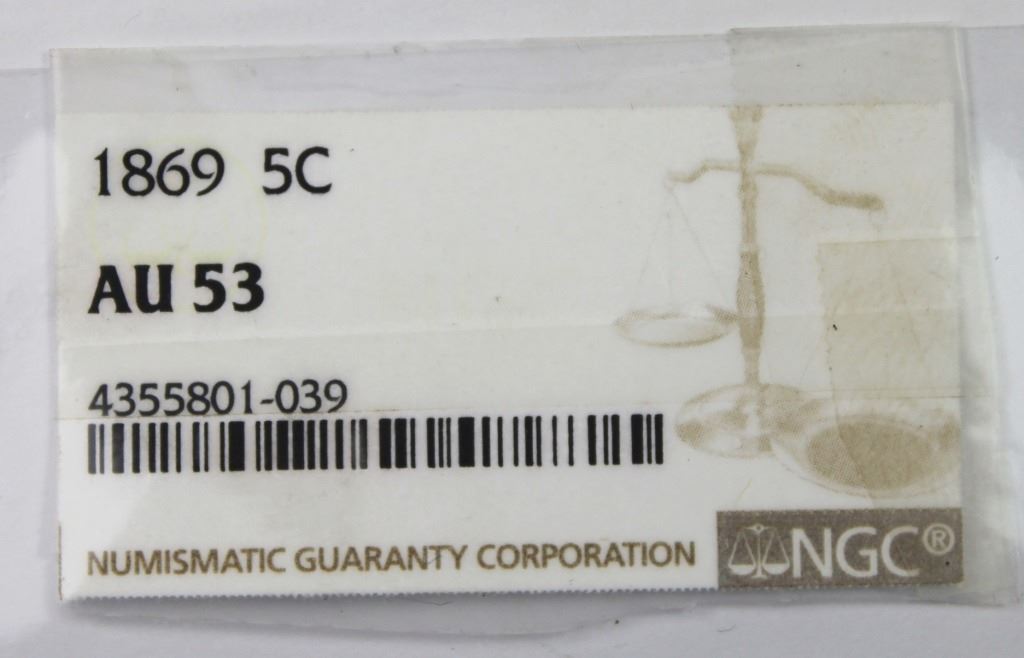 1869 5C
AU 53
4355801-039
NUMISMATIC GUARANTY CORPORATION
NGC®